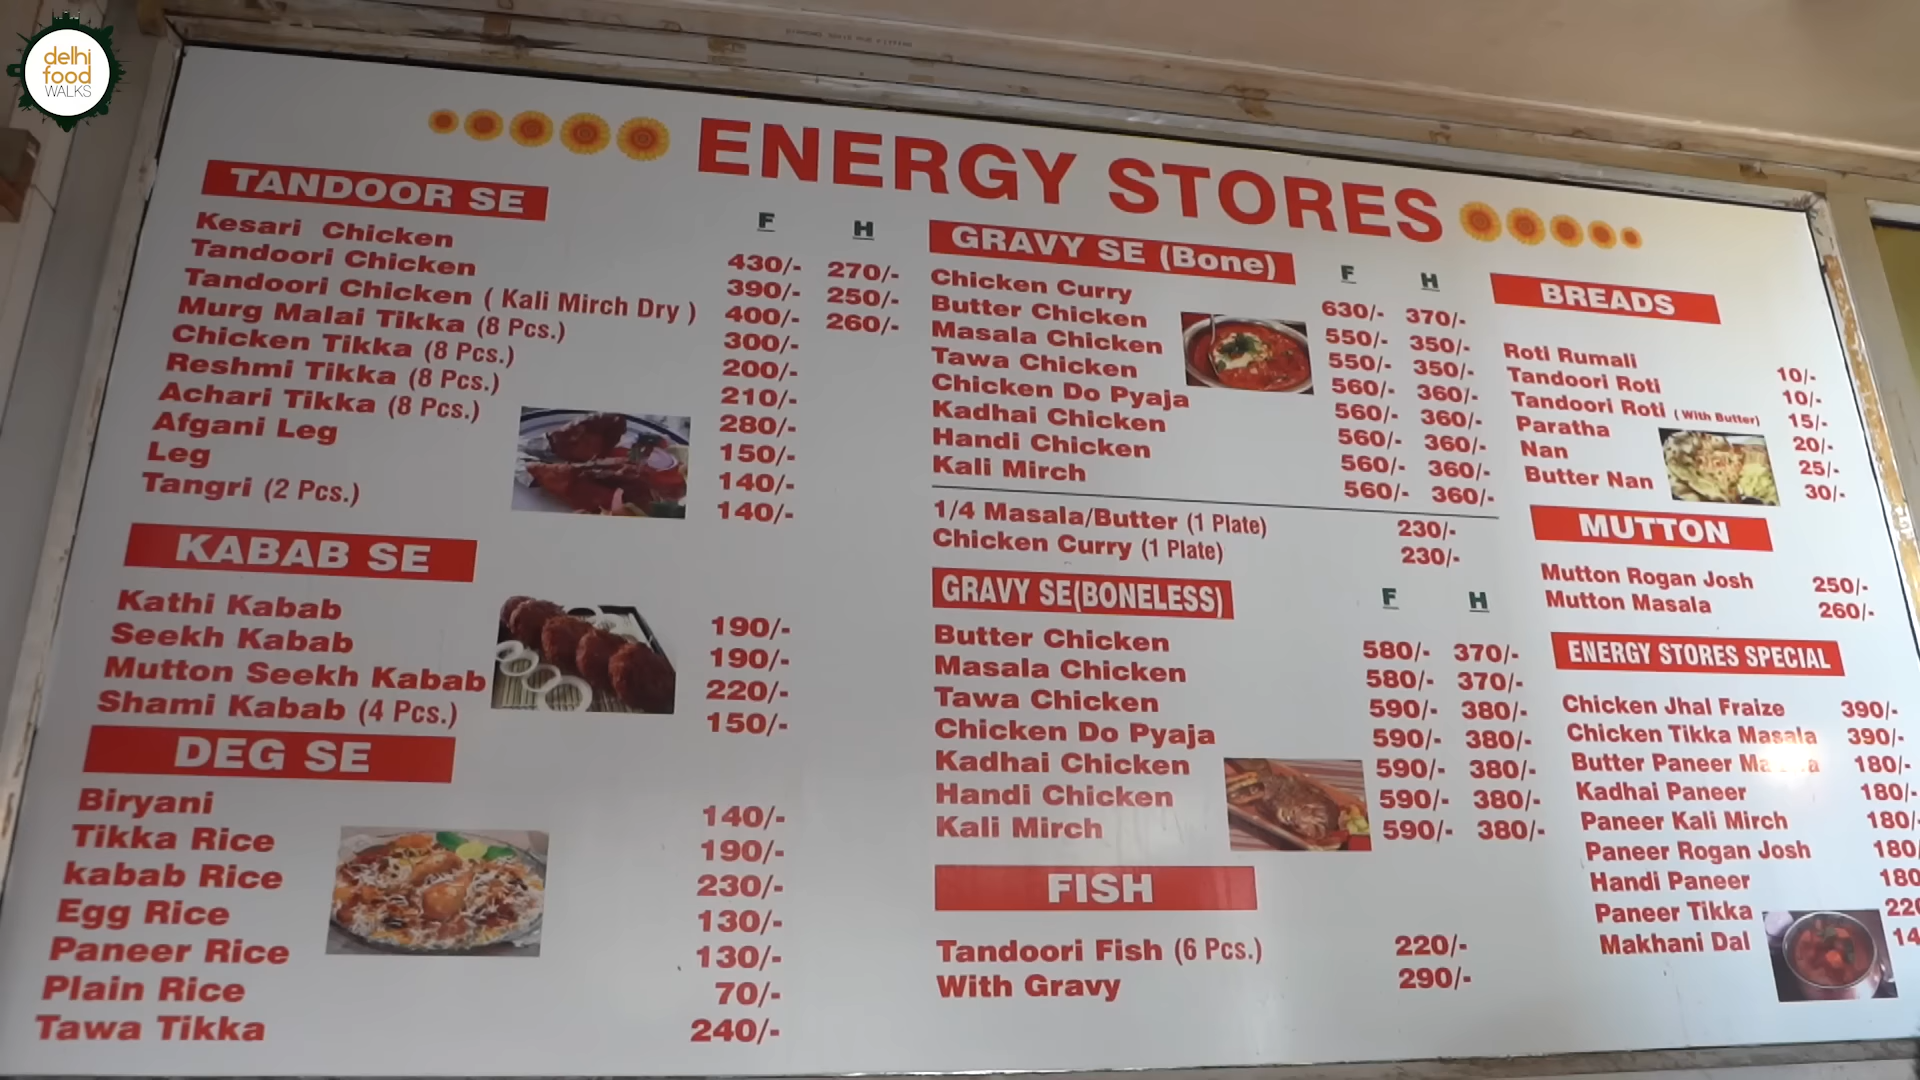 delhi
food
WALKS
ENERGY STORES
TANDOOR SE
F H
Kesari Chicken 430/- 270/-
Tandoori Chicken 390/- 250/-
Tandoori Chicken ( Kali Mirch Dry ) 400/- 260/-
Murg Malai Tikka (8 Pcs.) 300/-
Chicken Tikka (8 Pcs.) 200/-
Reshmi Tikka (8 Pcs.) 210/-
Achari Tikka (8 Pcs.) 280/-
Afgani Leg 150/-
Leg 140/-
Tangri (2 Pcs.) 140/-
KABAB SE
Kathi Kabab 190/-
Seekh Kabab 190/-
Mutton Seekh Kabab 220/-
Shami Kabab (4 Pcs.) 150/-
DEG SE
Biryani 140/-
Tikka Rice 190/-
kabab Rice 230/-
Egg Rice 130/-
Paneer Rice 130/-
Plain Rice 70/-
Tawa Tikka 240/-
GRAVY SE (Bone)
F H
Chicken Curry 630/- 370/-
Butter Chicken 550/- 350/-
Masala Chicken 550/- 350/-
Tawa Chicken 560/- 360/-
Chicken Do Pyaja 560/- 360/-
Kadhai Chicken 560/- 360/-
Handi Chicken 560/- 360/-
Kali Mirch 560/- 360/-
1/4 Masala/Butter (1 Plate) 230/-
Chicken Curry (1 Plate) 230/-
GRAVY SE(BONELESS)
F H
Butter Chicken 580/- 370/-
Masala Chicken 580/- 370/-
Tawa Chicken 590/- 380/-
Chicken Do Pyaja 590/- 380/-
Kadhai Chicken 590/- 380/-
Handi Chicken 590/- 380/-
Kali Mirch 590/- 380/-
FISH
Tandoori Fish (6 Pcs.) 220/-
With Gravy 290/-
BREADS
Roti Rumali 10/-
Tandoori Roti 10/-
Tandoori Roti ( With Butter) 15/-
Paratha 20/-
Nan 25/-
Butter Nan 30/-
MUTTON
Mutton Rogan Josh 250/-
Mutton Masala 260/-
ENERGY STORES SPECIAL
Chicken Jhal Fraize 390/-
Chicken Tikka Masala 390/-
Butter Paneer 180/-
Kadhai Paneer 180/-
Paneer Kali Mirch 180/-
Paneer Rogan Josh 180/
Handi Paneer 180
Paneer Tikka 220
Makhani Dal 14